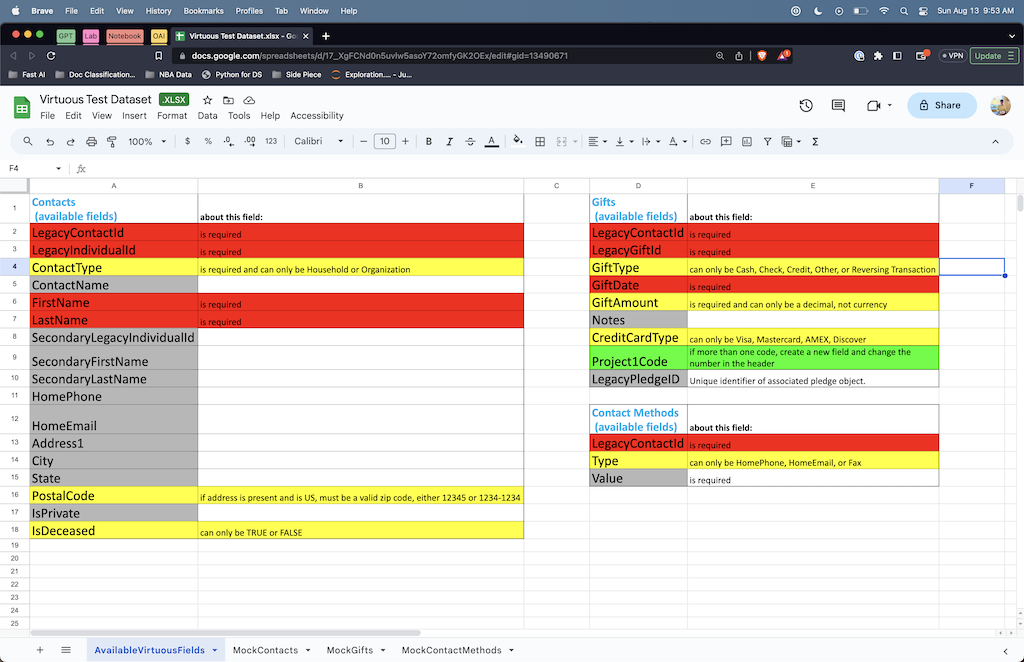 Brave File Edit View History Bookmarks Profiles Tab Window Help Sun Aug 13 9:53 AM
GPT Lab Notebook OAI Virtuous Test Dataset.xlsx - Go
docs.google.com/spreadsheets/d/17_XgFCNd0n5uvlw5asoY72omfyGK2OEx/edit#gid=13490671 VPN Update
Fast AI Doc Classification... NBA Data Python for DS Side Piece Exploration.... - Ju...
Virtuous Test Dataset .XLSX
File Edit View Insert Format Data Tools Help Accessibility
Share
100% $ % .0 .00 123 Calibri 10 B I A
F4 fx
A B C D E F
1 Contacts
(available fields) about this field:
Gifts
(available fields) about this field:
2 LegacyContactId is required LegacyContactId is required
3 LegacyIndividualId is required LegacyGiftId is required
4 ContactType is required and can only be Household or Organization GiftType can only be Cash, Check, Credit, Other, or Reversing Transaction
5 ContactName GiftDate is required
6 FirstName is required GiftAmount is required and can only be a decimal, not currency
7 LastName is required Notes
8 SecondaryLegacyIndividualId CreditCardType can only be Visa, Mastercard, AMEX, Discover
9 SecondaryFirstName Project1Code if more than one code, create a new field and change the
number in the header
10 SecondaryLastName LegacyPledgeID Unique identifier of associated pledge object.
11 HomePhone
12 HomeEmail Contact Methods
(available fields) about this field:
13 Address1 LegacyContactId is required
14 City Type can only be HomePhone, HomeEmail, or Fax
15 State Value is required
16 PostalCode if address is present and is US, must be a valid zip code, either 12345 or 1234-1234
17 IsPrivate
18 IsDeceased can only be TRUE or FALSE
19
20
21
22
23
24
25
AvailableVirtuousFields MockContacts MockGifts MockContactMethods